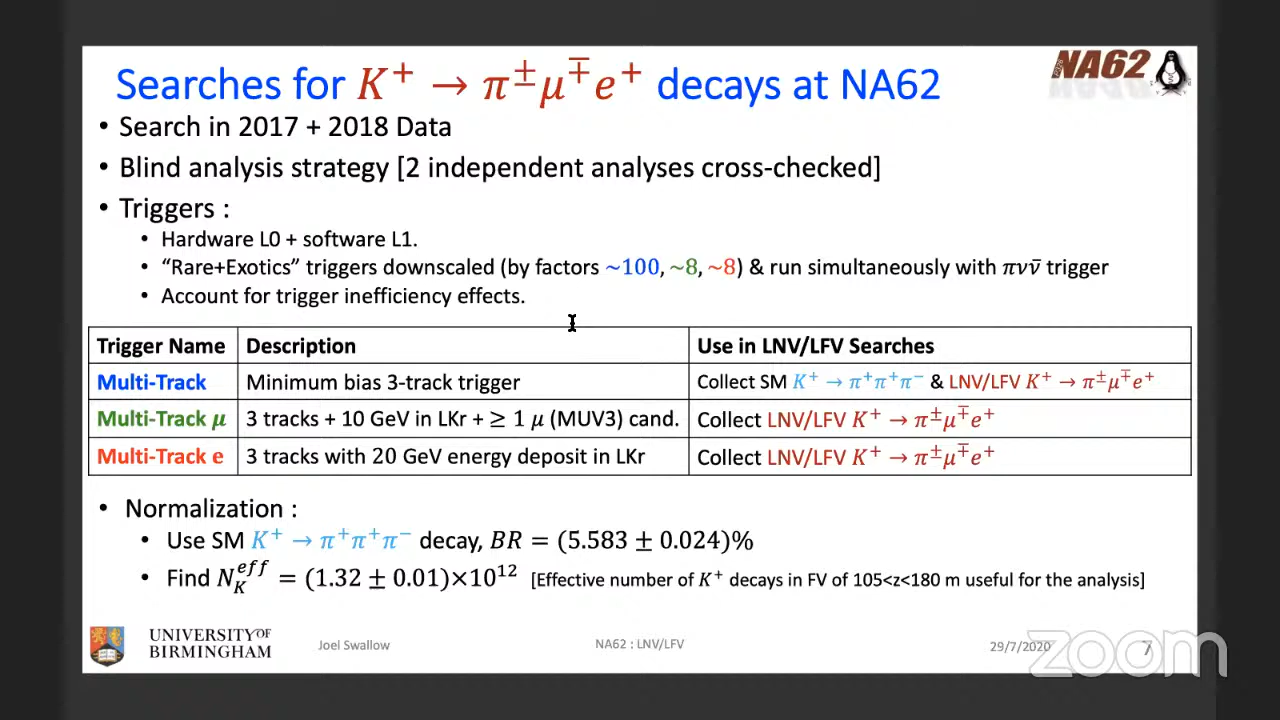 Searches for K⁺ → π±μ∓e⁺ decays at NA62
NA62
• Search in 2017 + 2018 Data
• Blind analysis strategy [2 independent analyses cross-checked]
• Triggers :
• Hardware L0 + software L1.
• “Rare+Exotics” triggers downscaled (by factors ~100, ~8, ~8) & run simultaneously with πνν̄ trigger
• Account for trigger inefficiency effects.
Trigger Name Description Use in LNV/LFV Searches
Multi-Track Minimum bias 3-track trigger Collect SM K⁺ → π⁺π⁺π⁻ & LNV/LFV K⁺ → π±μ∓e⁺
Multi-Track μ 3 tracks + 10 GeV in LKr + ≥ 1 μ (MUV3) cand. Collect LNV/LFV K⁺ → π±μ∓e⁺
Multi-Track e 3 tracks with 20 GeV energy deposit in LKr Collect LNV/LFV K⁺ → π±μ∓e⁺
• Normalization :
• Use SM K⁺ → π⁺π⁺π⁻ decay, BR = (5.583 ± 0.024)%
• Find N_K^eff = (1.32 ± 0.01)×10¹² [Effective number of K⁺ decays in FV of 105<z<180 m useful for the analysis]
UNIVERSITY OF
BIRMINGHAM
Joel Swallow
NA62 : LNV/LFV
29/7/2020
7
zoom